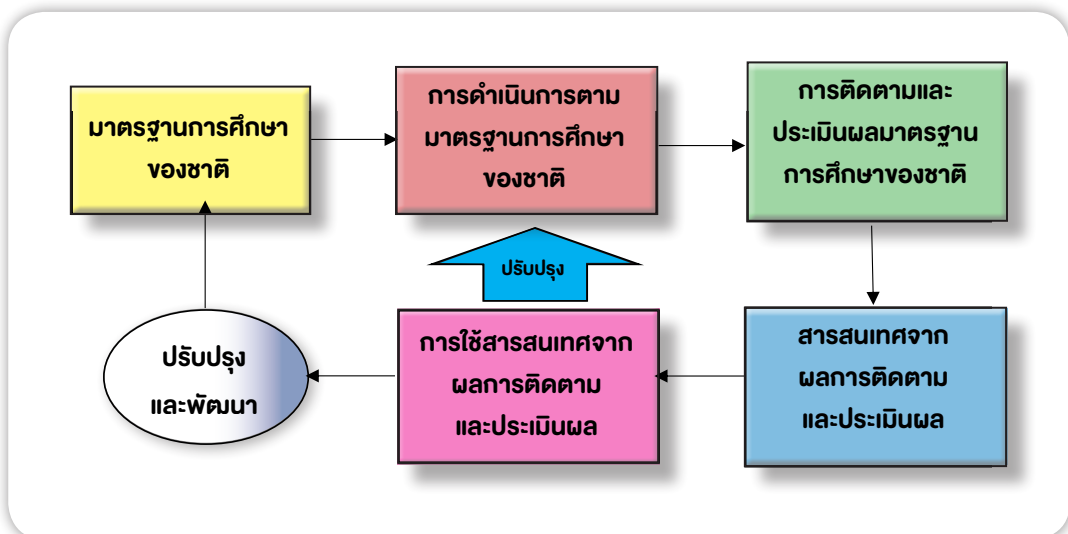 มาตรฐานการศึกษา
ของชาติ
การดำเนินการตาม
มาตรฐานการศึกษา
ของชาติ
การติดตามและ
ประเมินผลมาตรฐาน
การศึกษาของชาติ
ปรับปรุง
ปรับปรุง
และพัฒนา
การใช้สารสนเทศจาก
ผลการติดตาม
และประเมินผล
สารสนเทศจาก
ผลการติดตาม
และประเมินผล